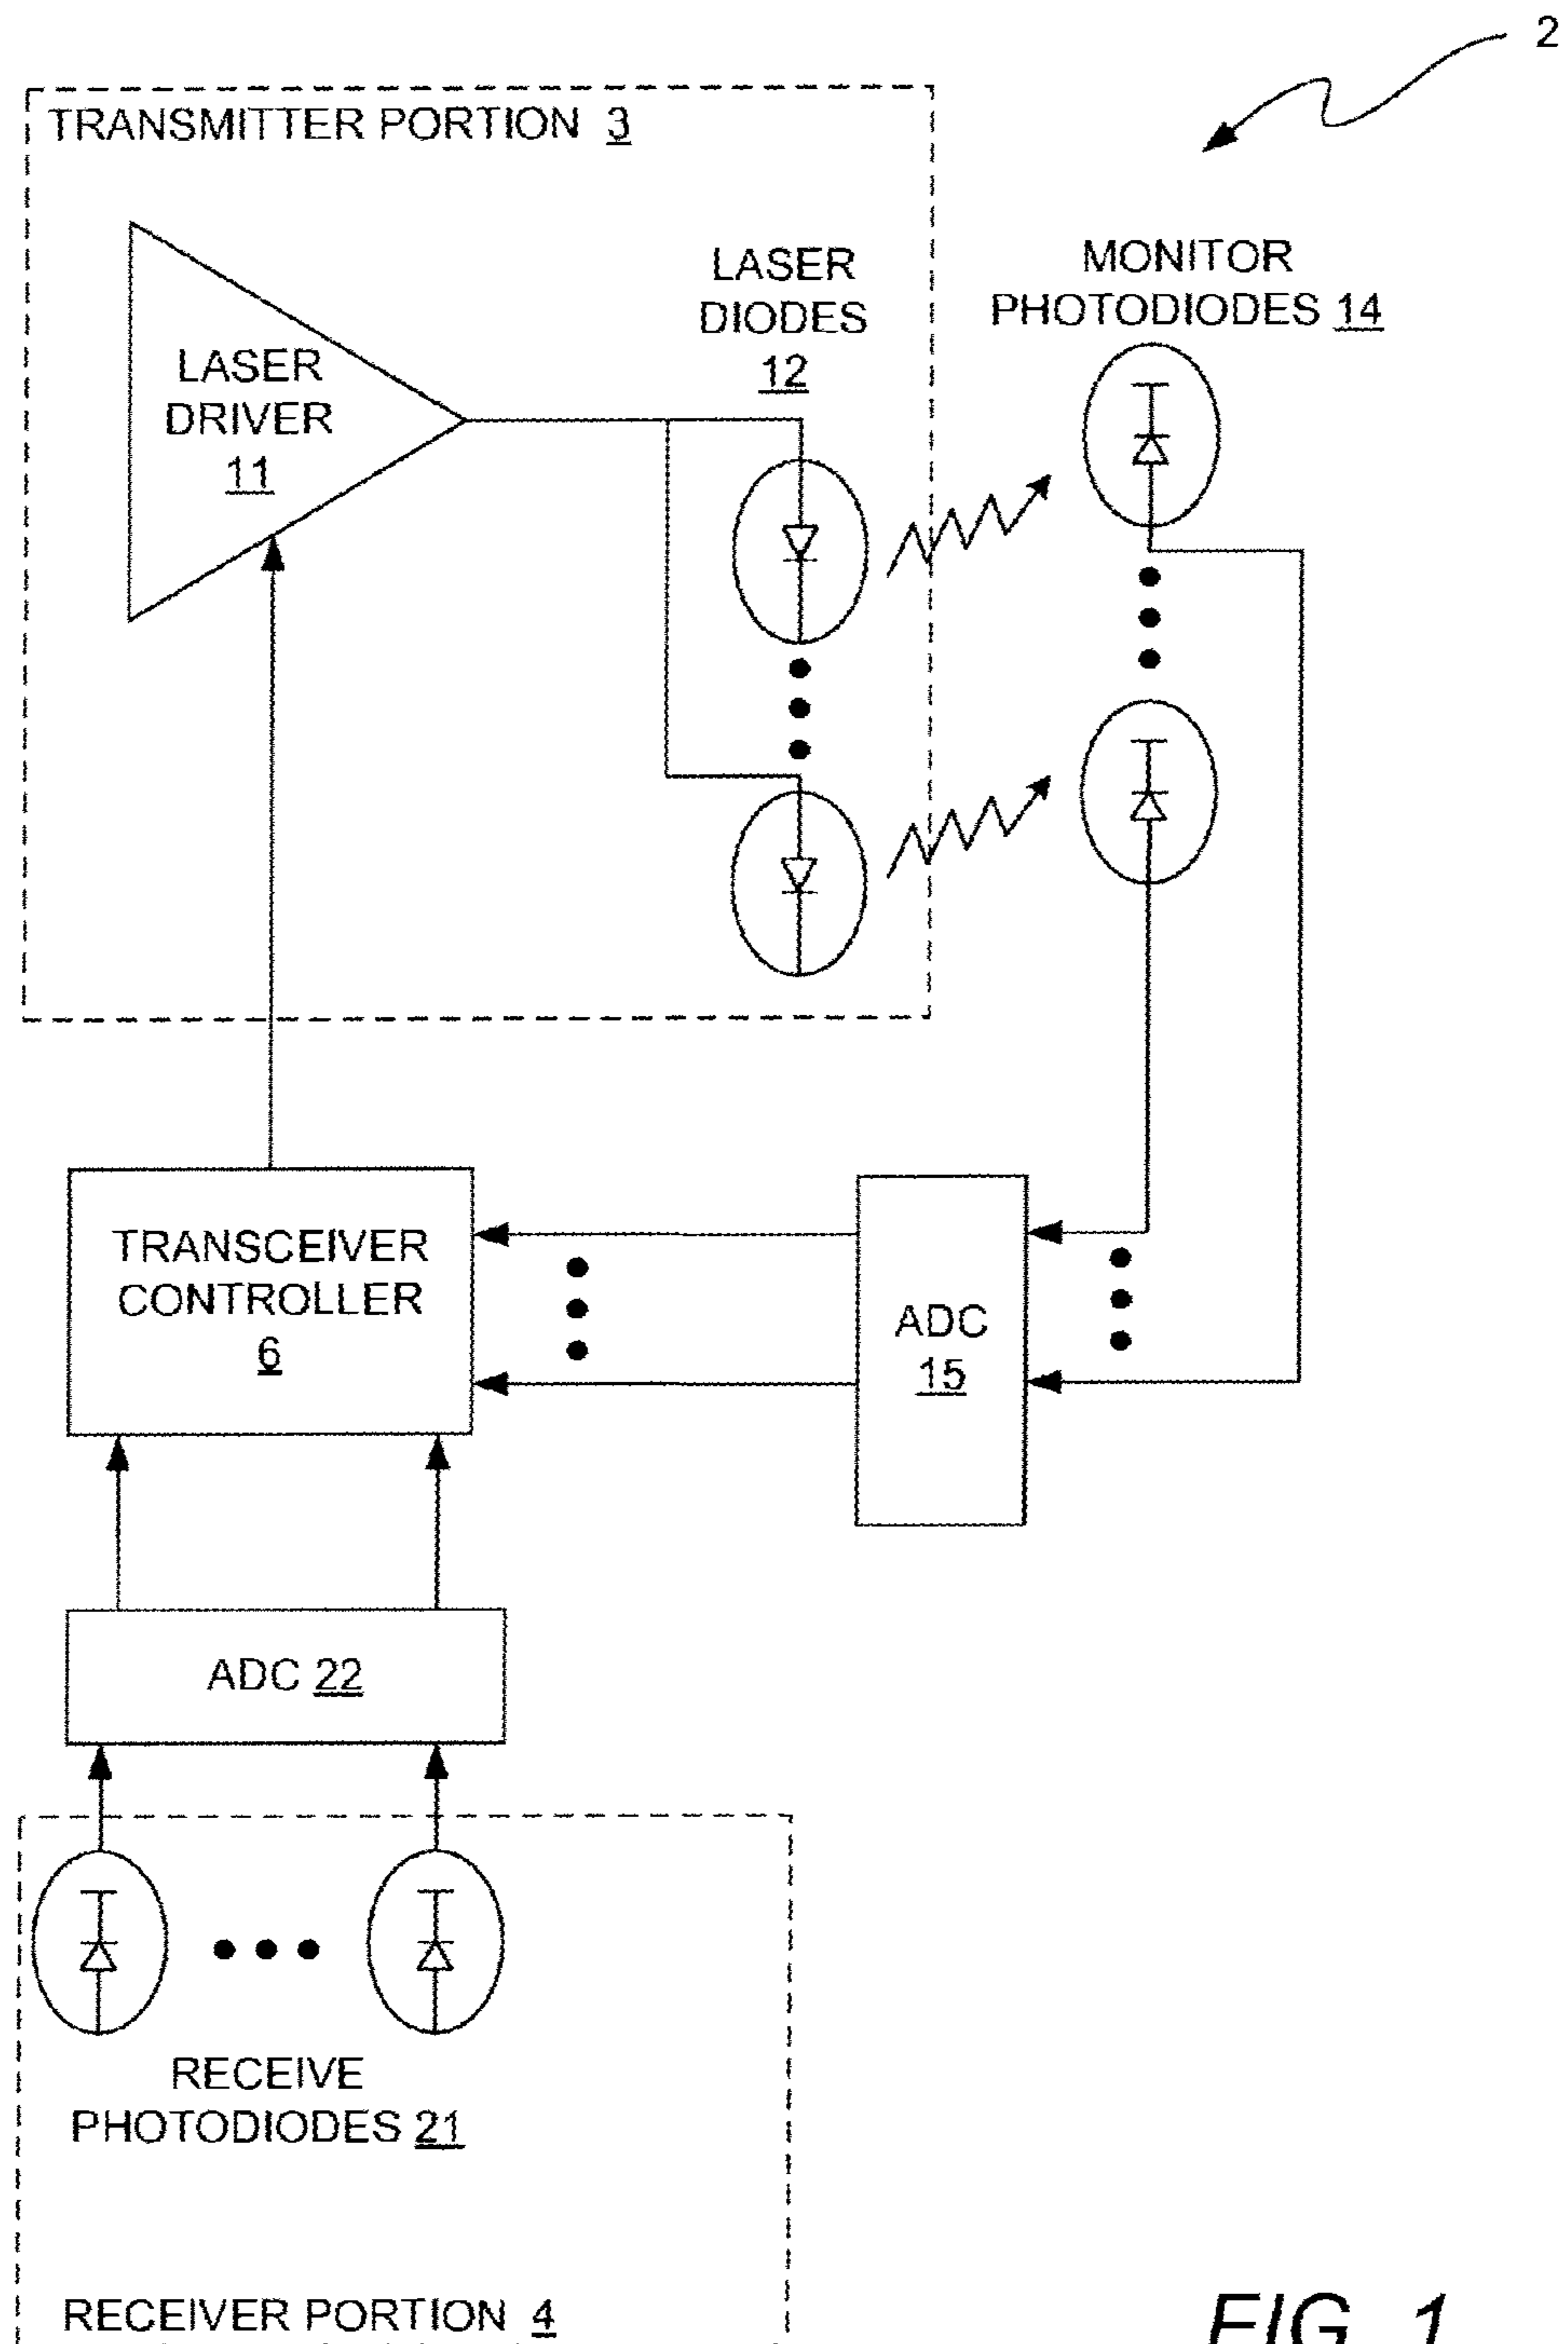 2
TRANSMITTER PORTION 3
LASER
DIODES
12
MONITOR
PHOTODIODES 14
LASER
DRIVER
11
TRANSCEIVER
CONTROLLER
6
ADC
15
ADC 22
RECEIVE
PHOTODIODES 21
RECEIVER PORTION 4
FIG. 1